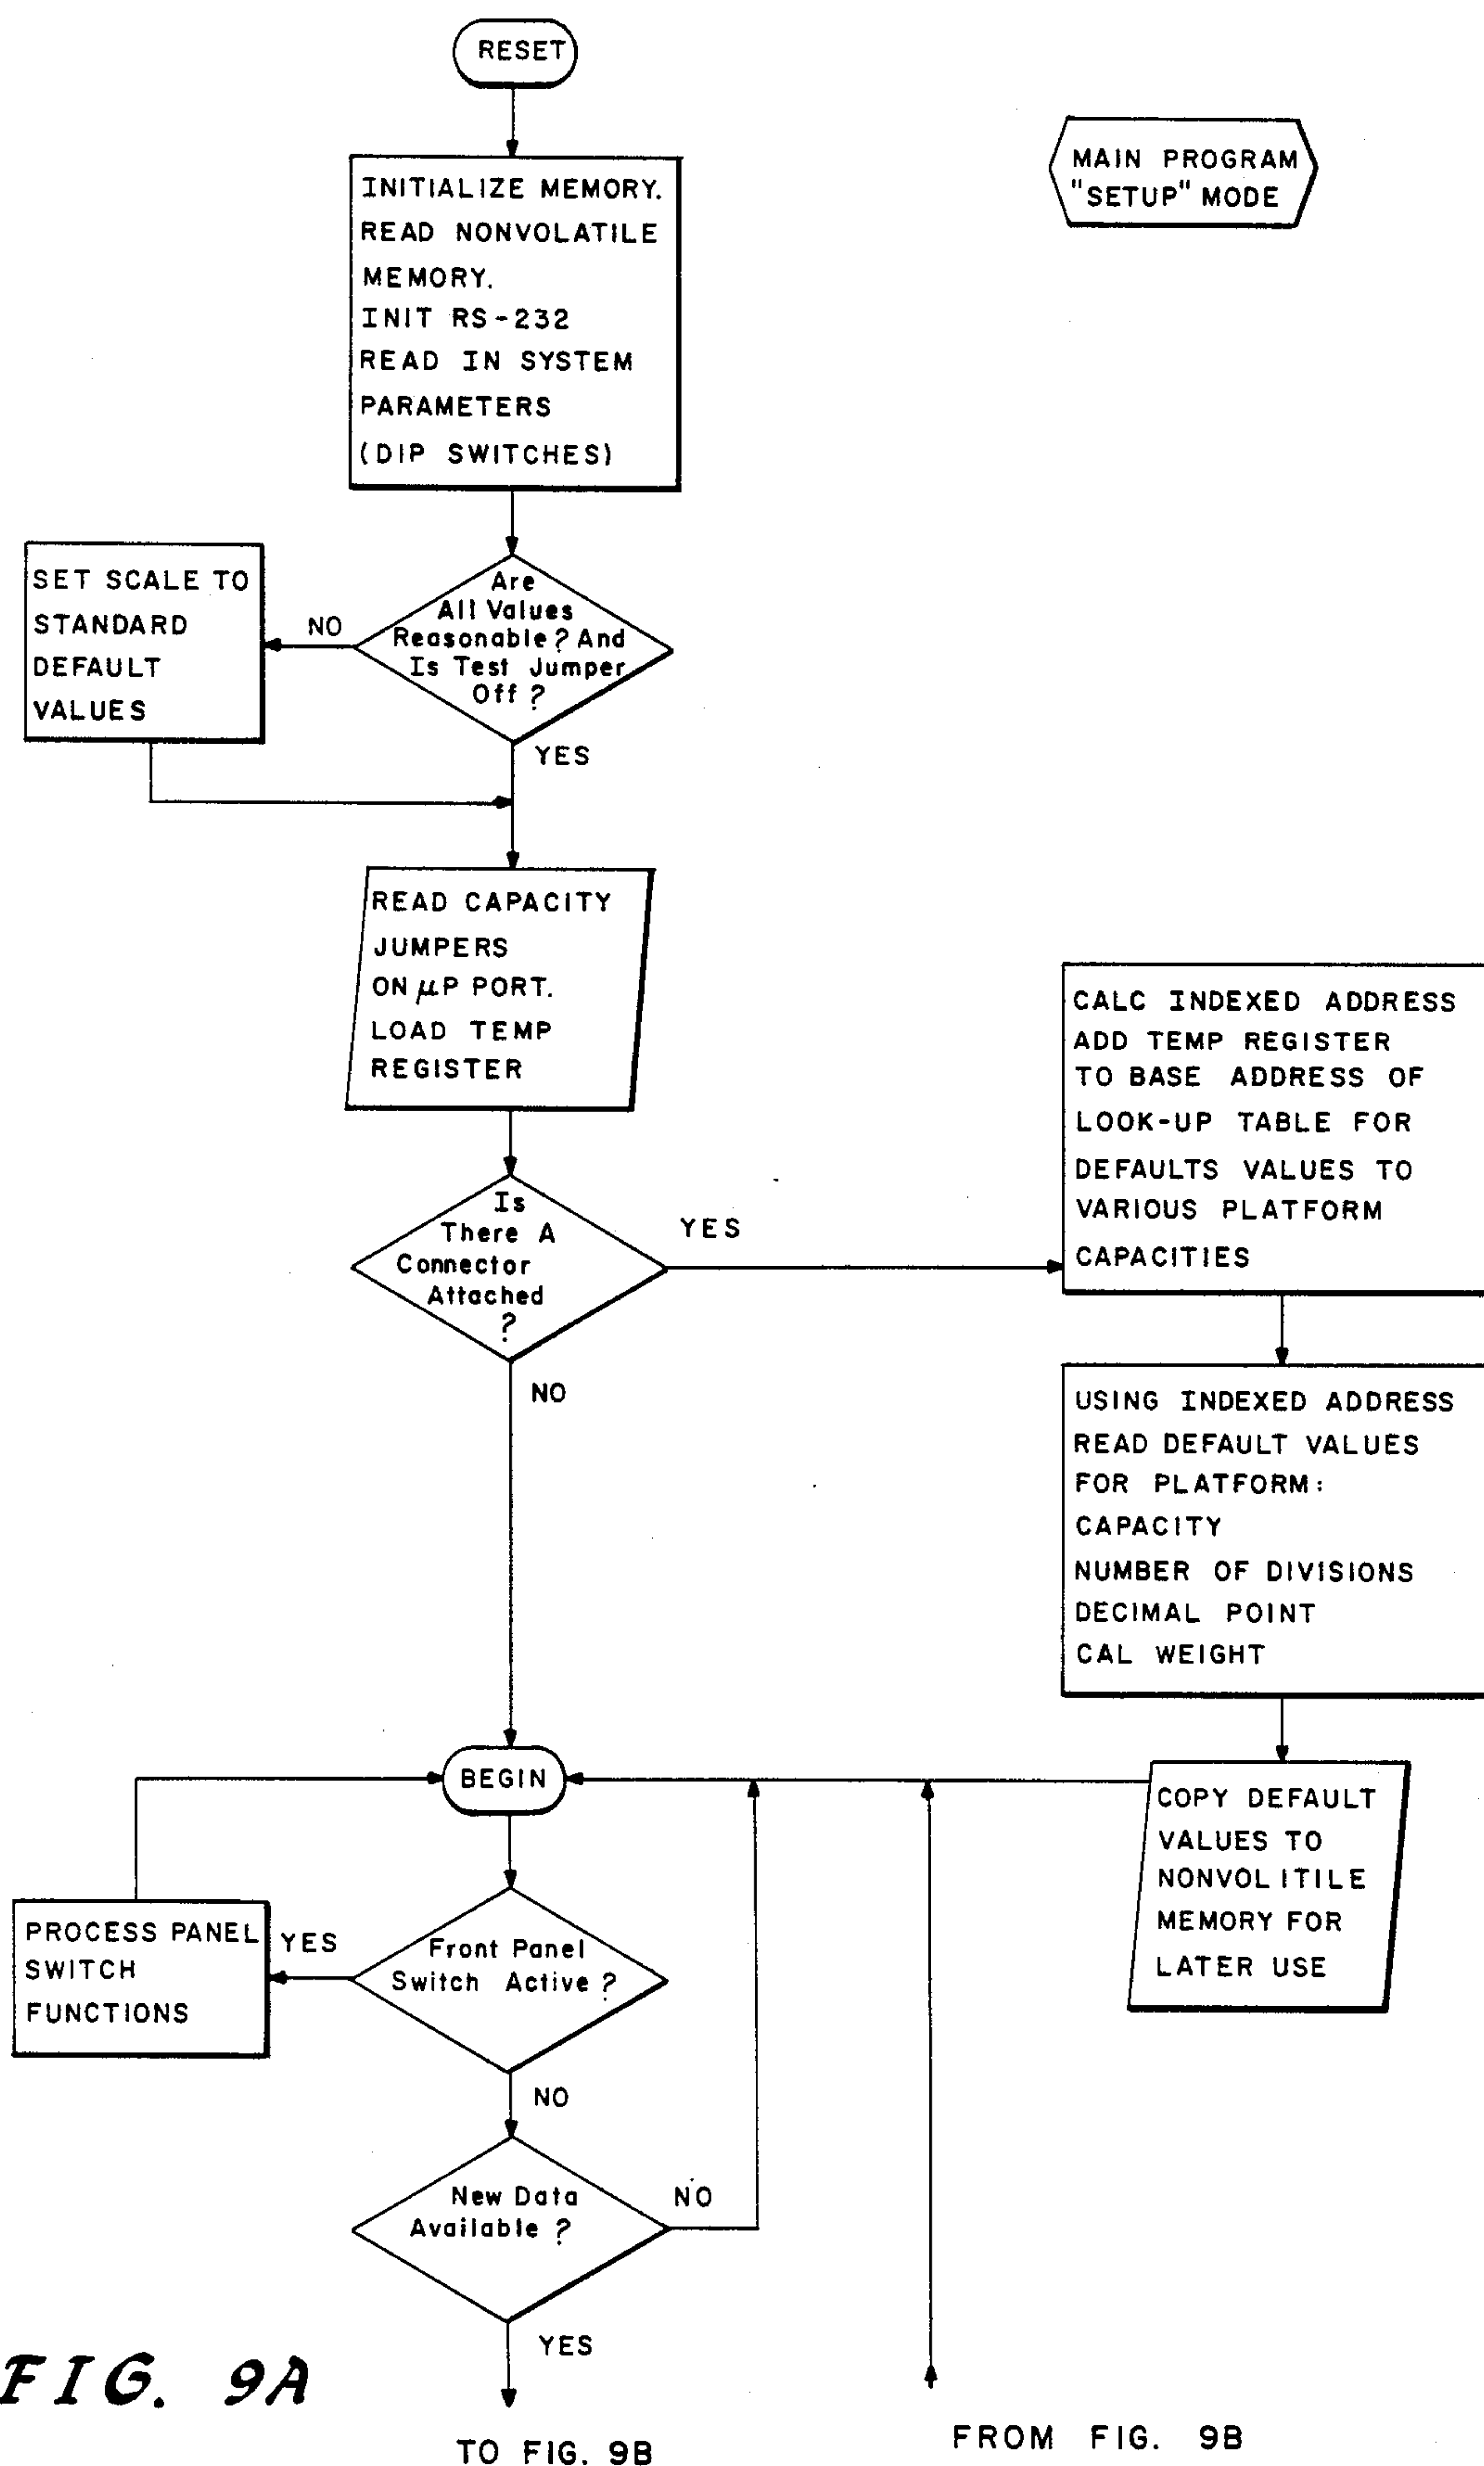 RESET
MAIN PROGRAM
"SETUP" MODE
INITIALIZE MEMORY.
READ NONVOLATILE
MEMORY.
INIT RS-232
READ IN SYSTEM
PARAMETERS
(DIP SWITCHES)
Are
All Values
Reasonable? And
Is Test Jumper
Off?
NO
SET SCALE TO
STANDARD
DEFAULT
VALUES
YES
READ CAPACITY
JUMPERS
ON μP PORT.
LOAD TEMP
REGISTER
Is
There A
Connector
Attached
?
YES
CALC INDEXED ADDRESS
ADD TEMP REGISTER
TO BASE ADDRESS OF
LOOK-UP TABLE FOR
DEFAULTS VALUES TO
VARIOUS PLATFORM
CAPACITIES
NO
USING INDEXED ADDRESS
READ DEFAULT VALUES
FOR PLATFORM:
CAPACITY
NUMBER OF DIVISIONS
DECIMAL POINT
CAL WEIGHT
BEGIN
COPY DEFAULT
VALUES TO
NONVOLITILE
MEMORY FOR
LATER USE
Front Panel
Switch Active?
YES
PROCESS PANEL
SWITCH
FUNCTIONS
NO
New Data
Available?
NO
YES
FIG. 9A
TO FIG. 9B
FROM FIG. 9B